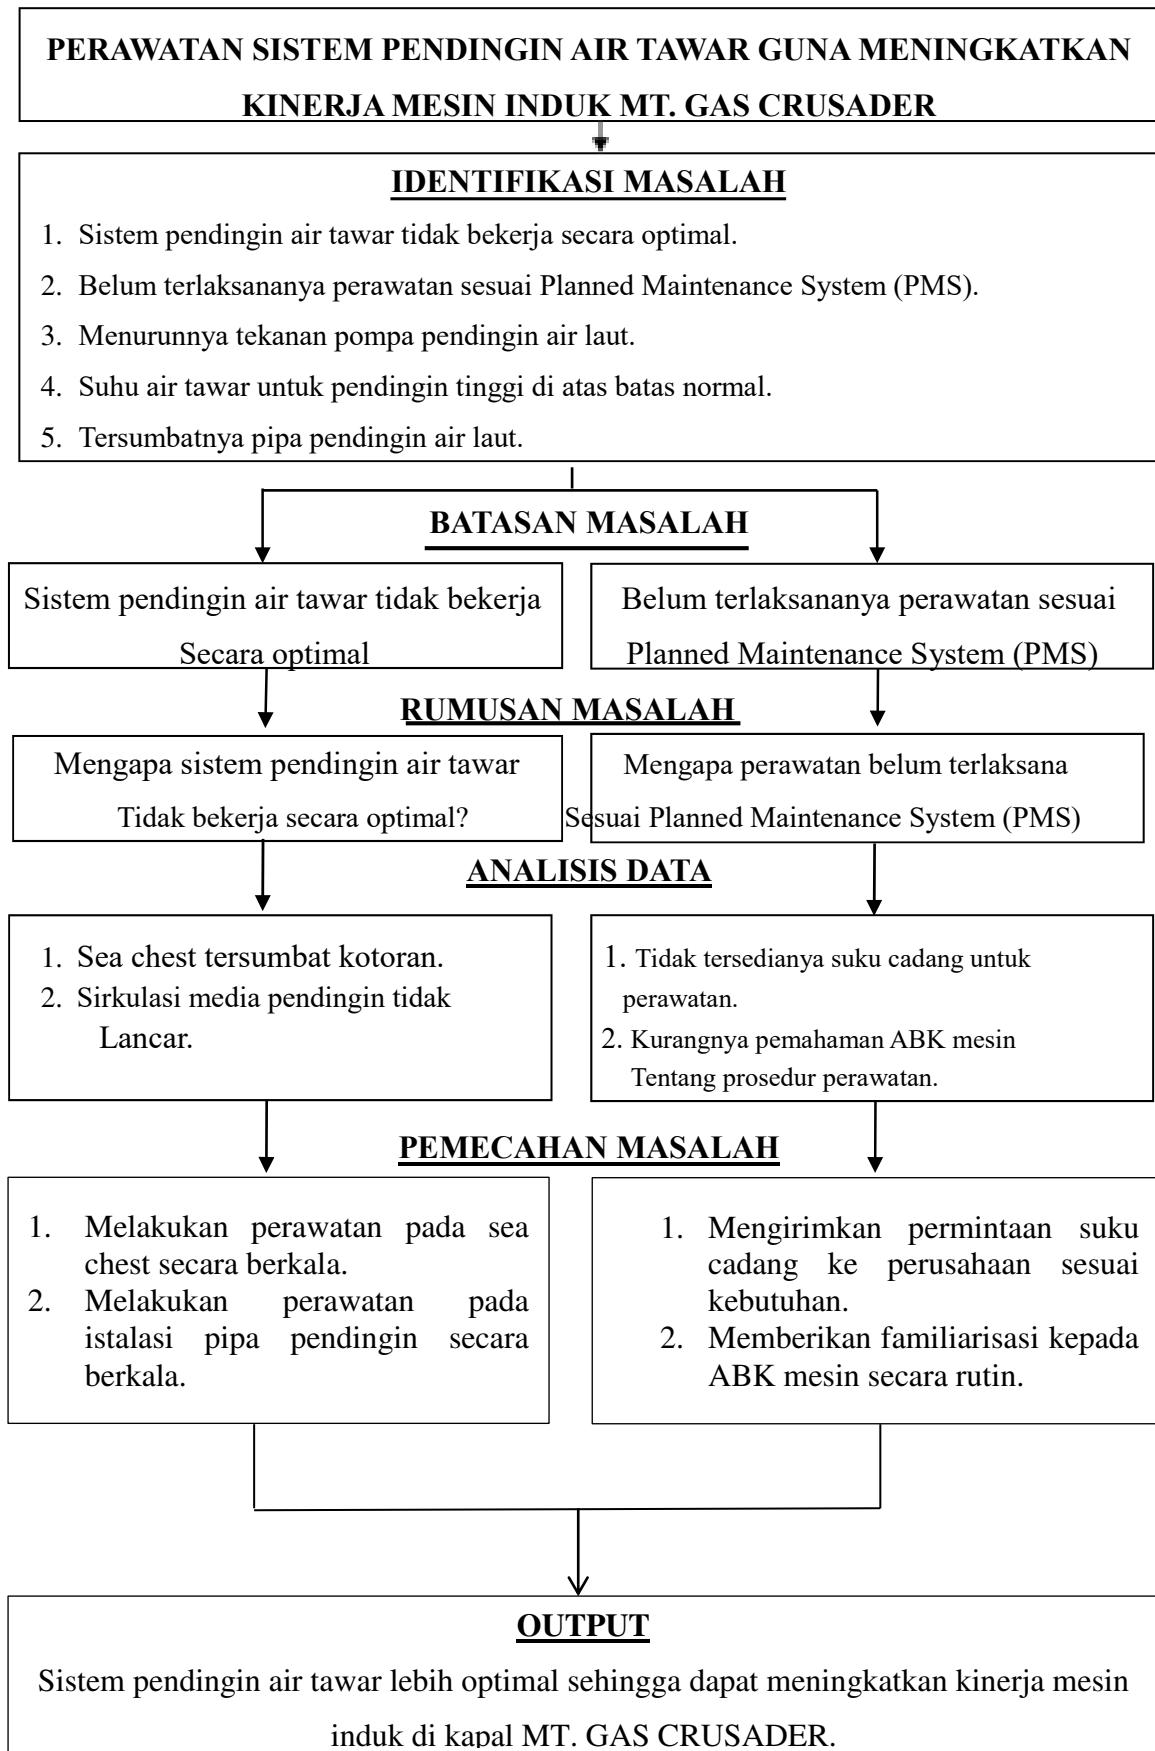 PERAWATAN SISTEM PENDINGIN AIR TAWAR GUNA MENINGKATKAN
KINERJA MESIN INDUK MT. GAS CRUSADER
IDENTIFIKASI MASALAH
1. Sistem pendingin air tawar tidak bekerja secara optimal.
2. Belum terlaksananya perawatan sesuai Planned Maintenance System (PMS).
3. Menurunnya tekanan pompa pendingin air laut.
4. Suhu air tawar untuk pendingin tinggi di atas batas normal.
5. Tersumbatnya pipa pendingin air laut.
BATASAN MASALAH
Sistem pendingin air tawar tidak bekerja
Secara optimal
Belum terlaksananya perawatan sesuai
Planned Maintenance System (PMS)
RUMUSAN MASALAH
Mengapa sistem pendingin air tawar
Tidak bekerja secara optimal?
Mengapa perawatan belum terlaksana
Sesuai Planned Maintenance System (PMS)
ANALISIS DATA
1. Sea chest tersumbat kotoran.
2. Sirkulasi media pendingin tidak
Lancar.
1. Tidak tersedianya suku cadang untuk
perawatan.
2. Kurangnya pemahaman ABK mesin
Tentang prosedur perawatan.
PEMECAHAN MASALAH
1. Melakukan perawatan pada sea
chest secara berkala.
2. Melakukan perawatan pada
istalasi pipa pendingin secara
berkala.
1. Mengirimkan permintaan suku
cadang ke perusahaan sesuai
kebutuhan.
2. Memberikan familiarisasi kepada
ABK mesin secara rutin.
OUTPUT
Sistem pendingin air tawar lebih optimal sehingga dapat meningkatkan kinerja mesin
induk di kapal MT. GAS CRUSADER.